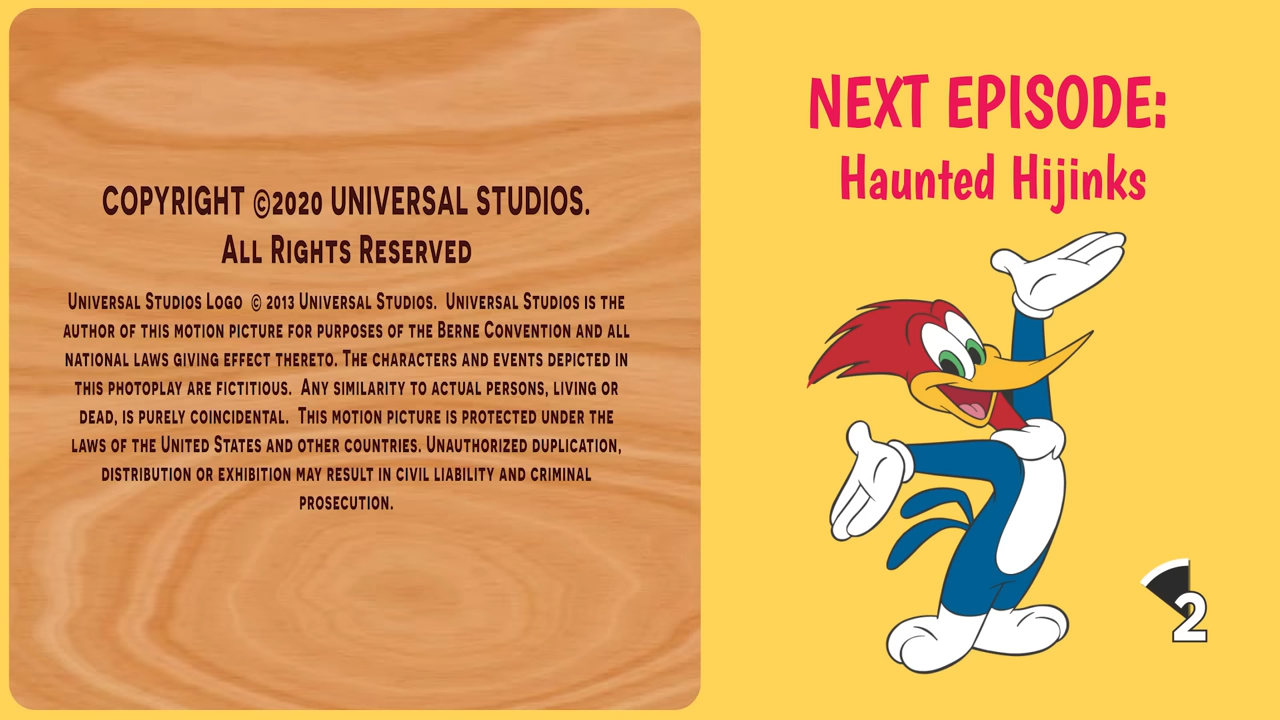 COPYRIGHT ©2020 UNIVERSAL STUDIOS.
ALL RIGHTS RESERVED
UNIVERSAL STUDIOS LOGO © 2013 UNIVERSAL STUDIOS. UNIVERSAL STUDIOS IS THE
AUTHOR OF THIS MOTION PICTURE FOR PURPOSES OF THE BERNE CONVENTION AND ALL
NATIONAL LAWS GIVING EFFECT THERETO. THE CHARACTERS AND EVENTS DEPICTED IN
THIS PHOTOPLAY ARE FICTITIOUS. ANY SIMILARITY TO ACTUAL PERSONS, LIVING OR
DEAD, IS PURELY COINCIDENTAL. THIS MOTION PICTURE IS PROTECTED UNDER THE
LAWS OF THE UNITED STATES AND OTHER COUNTRIES. UNAUTHORIZED DUPLICATION,
DISTRIBUTION OR EXHIBITION MAY RESULT IN CIVIL LIABILITY AND CRIMINAL
PROSECUTION.
NEXT EPISODE:
Haunted Hijinks
2